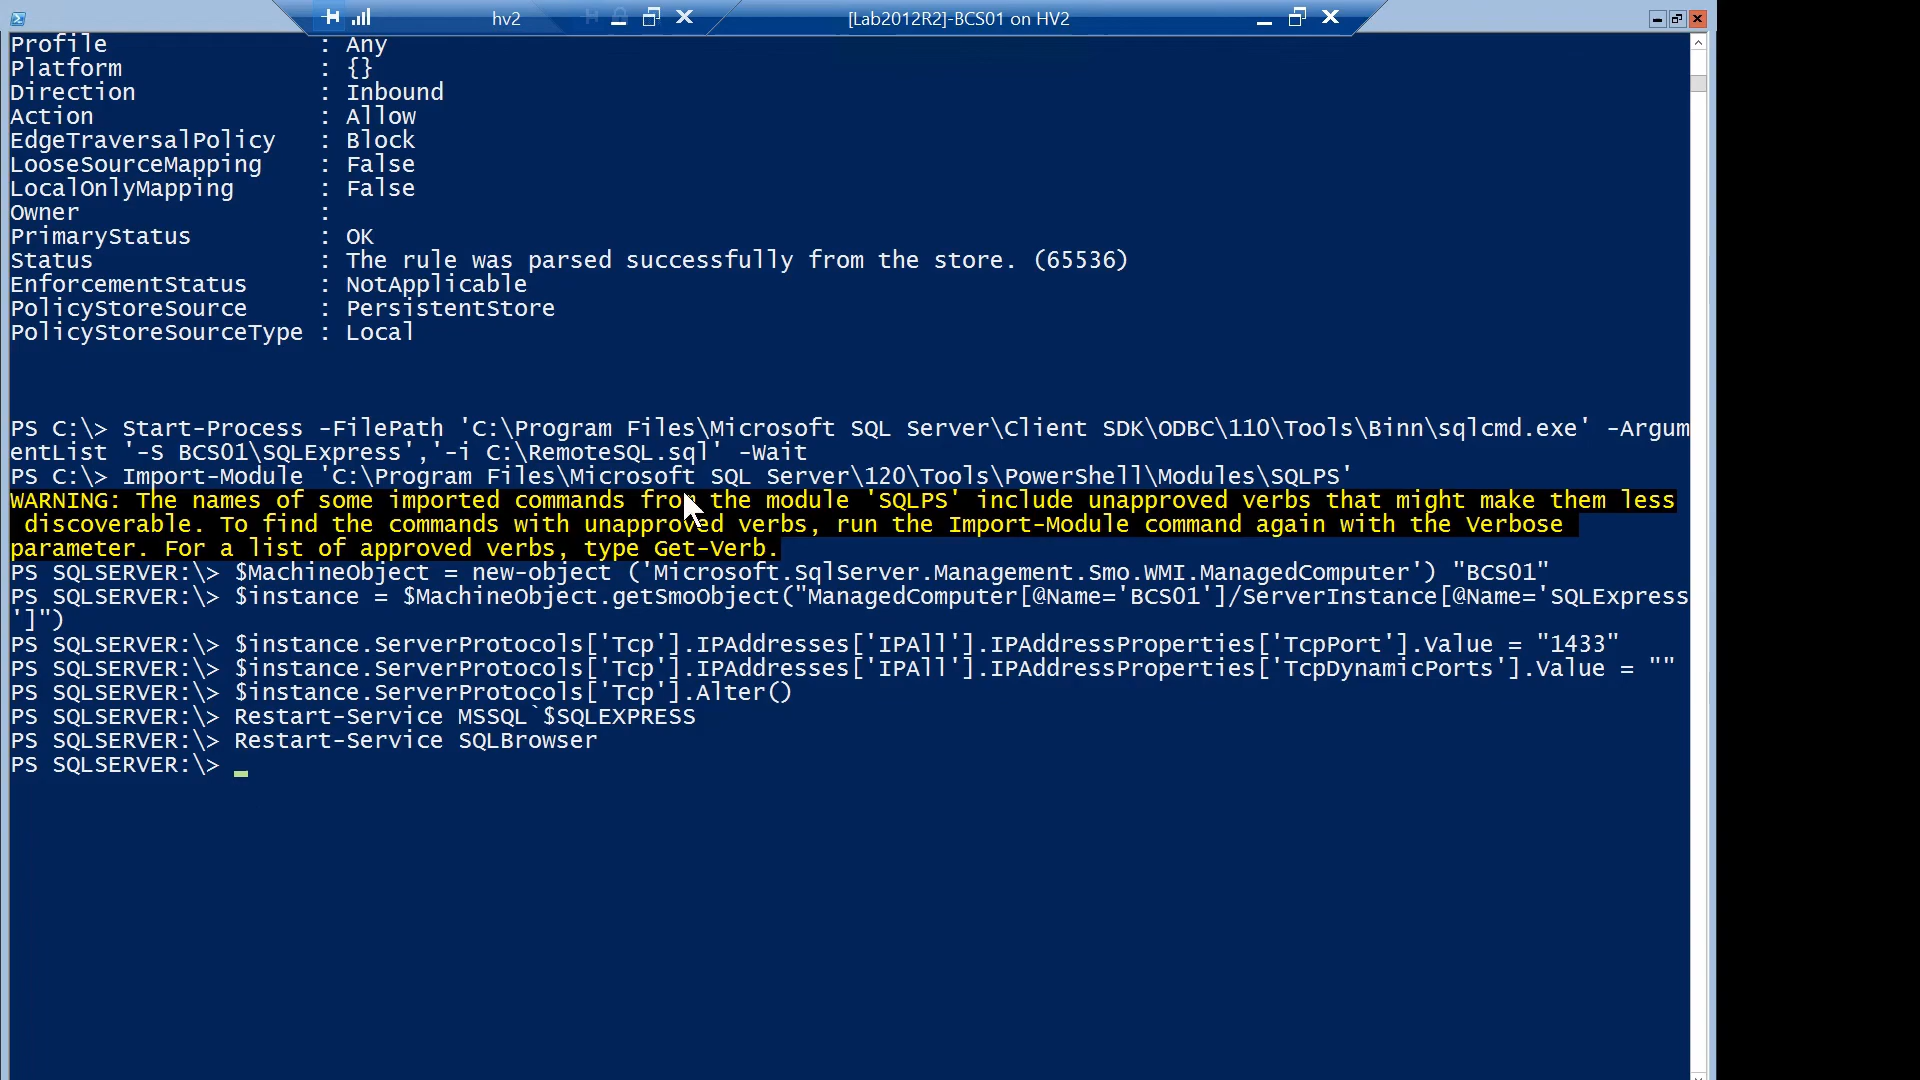 hv2
[Lab2012R2]-BCS01 on HV2
Profile : Any
Platform : {}
Direction : Inbound
Action : Allow
EdgeTraversalPolicy : Block
LooseSourceMapping : False
LocalOnlyMapping : False
Owner :
PrimaryStatus : OK
Status : The rule was parsed successfully from the store. (65536)
EnforcementStatus : NotApplicable
PolicyStoreSource : PersistentStore
PolicyStoreSourceType : Local
PS C:\> Start-Process -FilePath 'C:\Program Files\Microsoft SQL Server\Client SDK\ODBC\110\Tools\Binn\sqlcmd.exe' -Argum
entList '-S BCS01\SQLExpress','-i C:\RemoteSQL.sql' -Wait
PS C:\> Import-Module 'C:\Program Files\Microsoft SQL Server\120\Tools\PowerShell\Modules\SQLPS'
WARNING: The names of some imported commands from the module 'SQLPS' include unapproved verbs that might make them less
discoverable. To find the commands with unapproved verbs, run the Import-Module command again with the Verbose
parameter. For a list of approved verbs, type Get-Verb.
PS SQLSERVER:\> $MachineObject = new-object ('Microsoft.SqlServer.Management.Smo.WMI.ManagedComputer') "BCS01"
PS SQLSERVER:\> $instance = $MachineObject.getSmoObject("ManagedComputer[@Name='BCS01']/ServerInstance[@Name='SQLExpress
']")
PS SQLSERVER:\> $instance.ServerProtocols['Tcp'].IPAddresses['IPAll'].IPAddressProperties['TcpPort'].Value = "1433"
PS SQLSERVER:\> $instance.ServerProtocols['Tcp'].IPAddresses['IPAll'].IPAddressProperties['TcpDynamicPorts'].Value = ""
PS SQLSERVER:\> $instance.ServerProtocols['Tcp'].Alter()
PS SQLSERVER:\> Restart-Service MSSQL`$SQLEXPRESS
PS SQLSERVER:\> Restart-Service SQLBrowser
PS SQLSERVER:\>